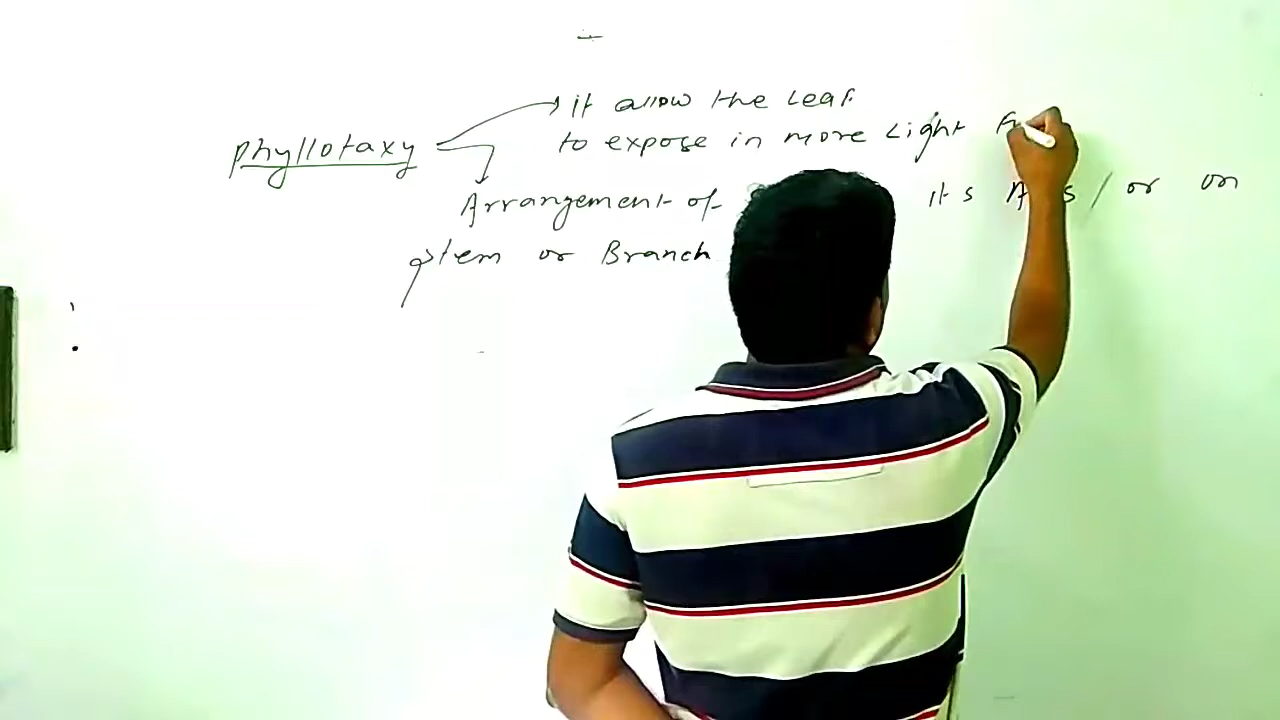 it allow the Leaf
phyllotaxy
to expose in more Light
Arrangement of its / or on
stem or Branch